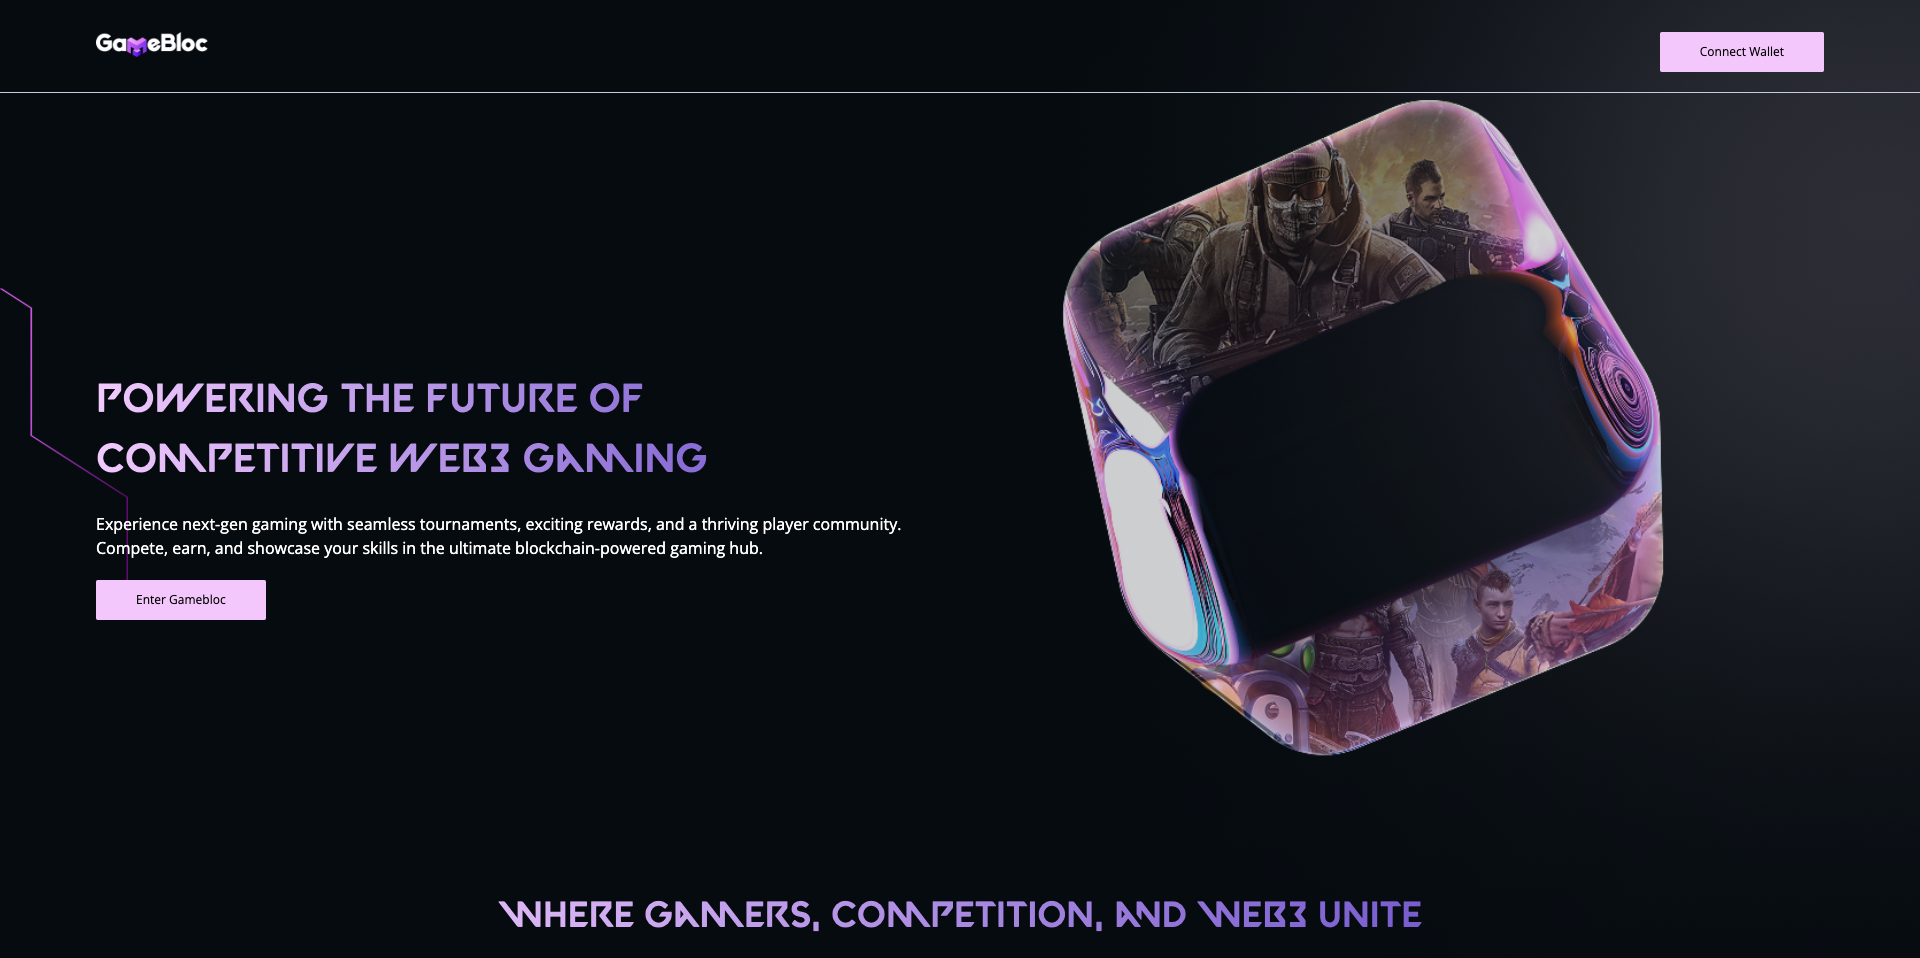 GameBloc
Connect Wallet
POWERING THE FUTURE OF
COMPETITIVE WEB3 GAMING
Experience next-gen gaming with seamless tournaments, exciting rewards, and a thriving player community.
Compete, earn, and showcase your skills in the ultimate blockchain-powered gaming hub.
Enter Gamebloc
WHERE GAMERS, COMPETITION, AND WEB3 UNITE